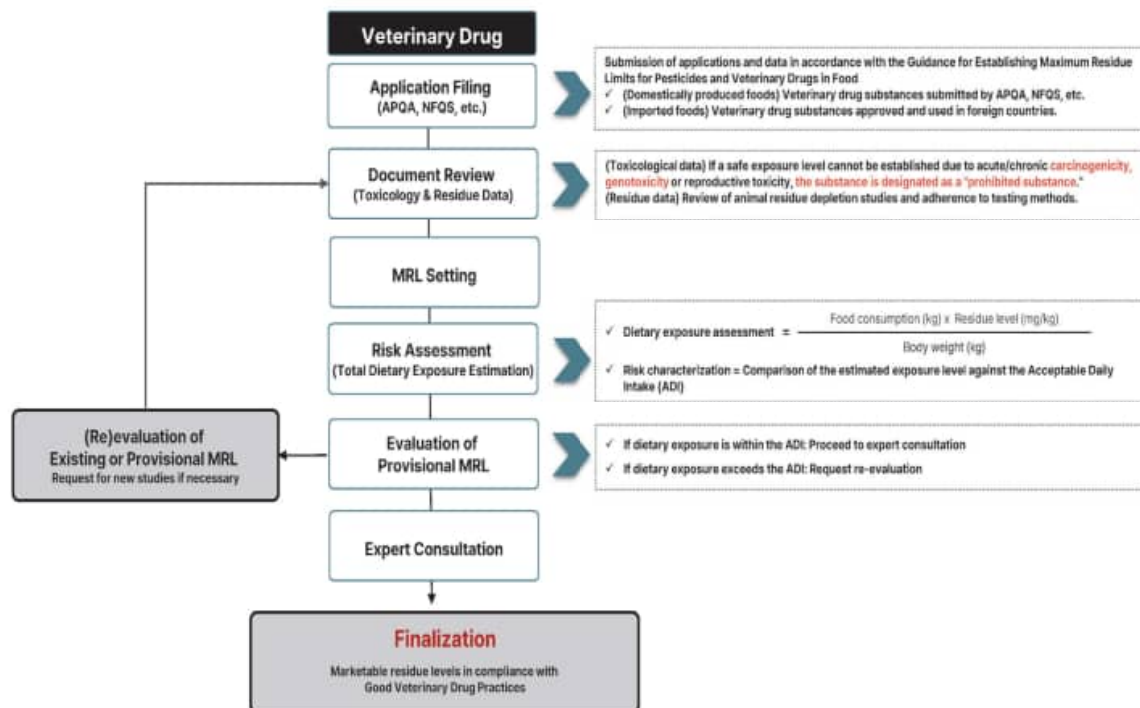 Veterinary Drug
Application Filing
(APQA, NFQS, etc.)
Submission of applications and data in accordance with the Guidance for Establishing Maximum Residue
Limits for Pesticides and Veterinary Drugs in Food
✓ (Domestically produced foods) Veterinary drug substances submitted by APQA, NFQS, etc.
✓ (Imported foods) Veterinary drug substances approved and used in foreign countries.
Document Review
(Toxicology & Residue Data)
(Toxicological data) If a safe exposure level cannot be established due to acute/chronic carcinogenicity,
genotoxicity or reproductive toxicity, the substance is designated as a "prohibited substance."
(Residue data) Review of animal residue depletion studies and adherence to testing methods.
MRL Setting
Risk Assessment
(Total Dietary Exposure Estimation)
✓ Dietary exposure assessment =
Food consumption (kg) x Residue level (mg/kg)
Body weight (kg)
✓ Risk characterization = Comparison of the estimated exposure level against the Acceptable Daily
Intake (ADI)
(Re)evaluation of
Existing or Provisional MRL
Request for new studies if necessary
Evaluation of
Provisional MRL
✓ If dietary exposure is within the ADI: Proceed to expert consultation
✓ If dietary exposure exceeds the ADI: Request re-evaluation
Expert Consultation
Finalization
Marketable residue levels in compliance with
Good Veterinary Drug Practices